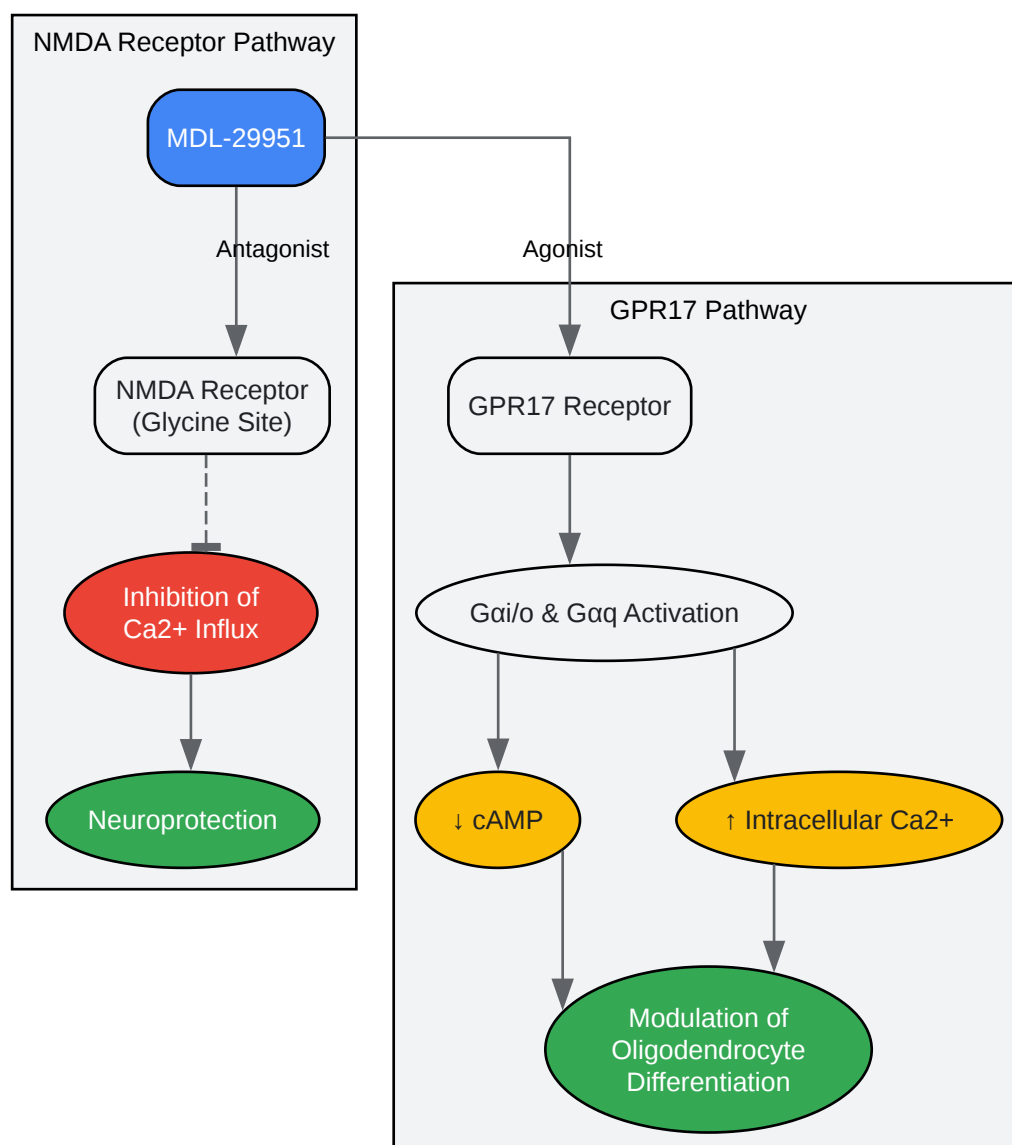 NMDA Receptor Pathway
MDL-29951
Antagonist
Agonist
GPR17 Pathway
NMDA Receptor
(Glycine Site)
GPR17 Receptor
Inhibition of
Ca2+ Influx
Gαi/o & Gαq Activation
Neuroprotection
↓ cAMP
↑ Intracellular Ca2+
Modulation of
Oligodendrocyte
Differentiation